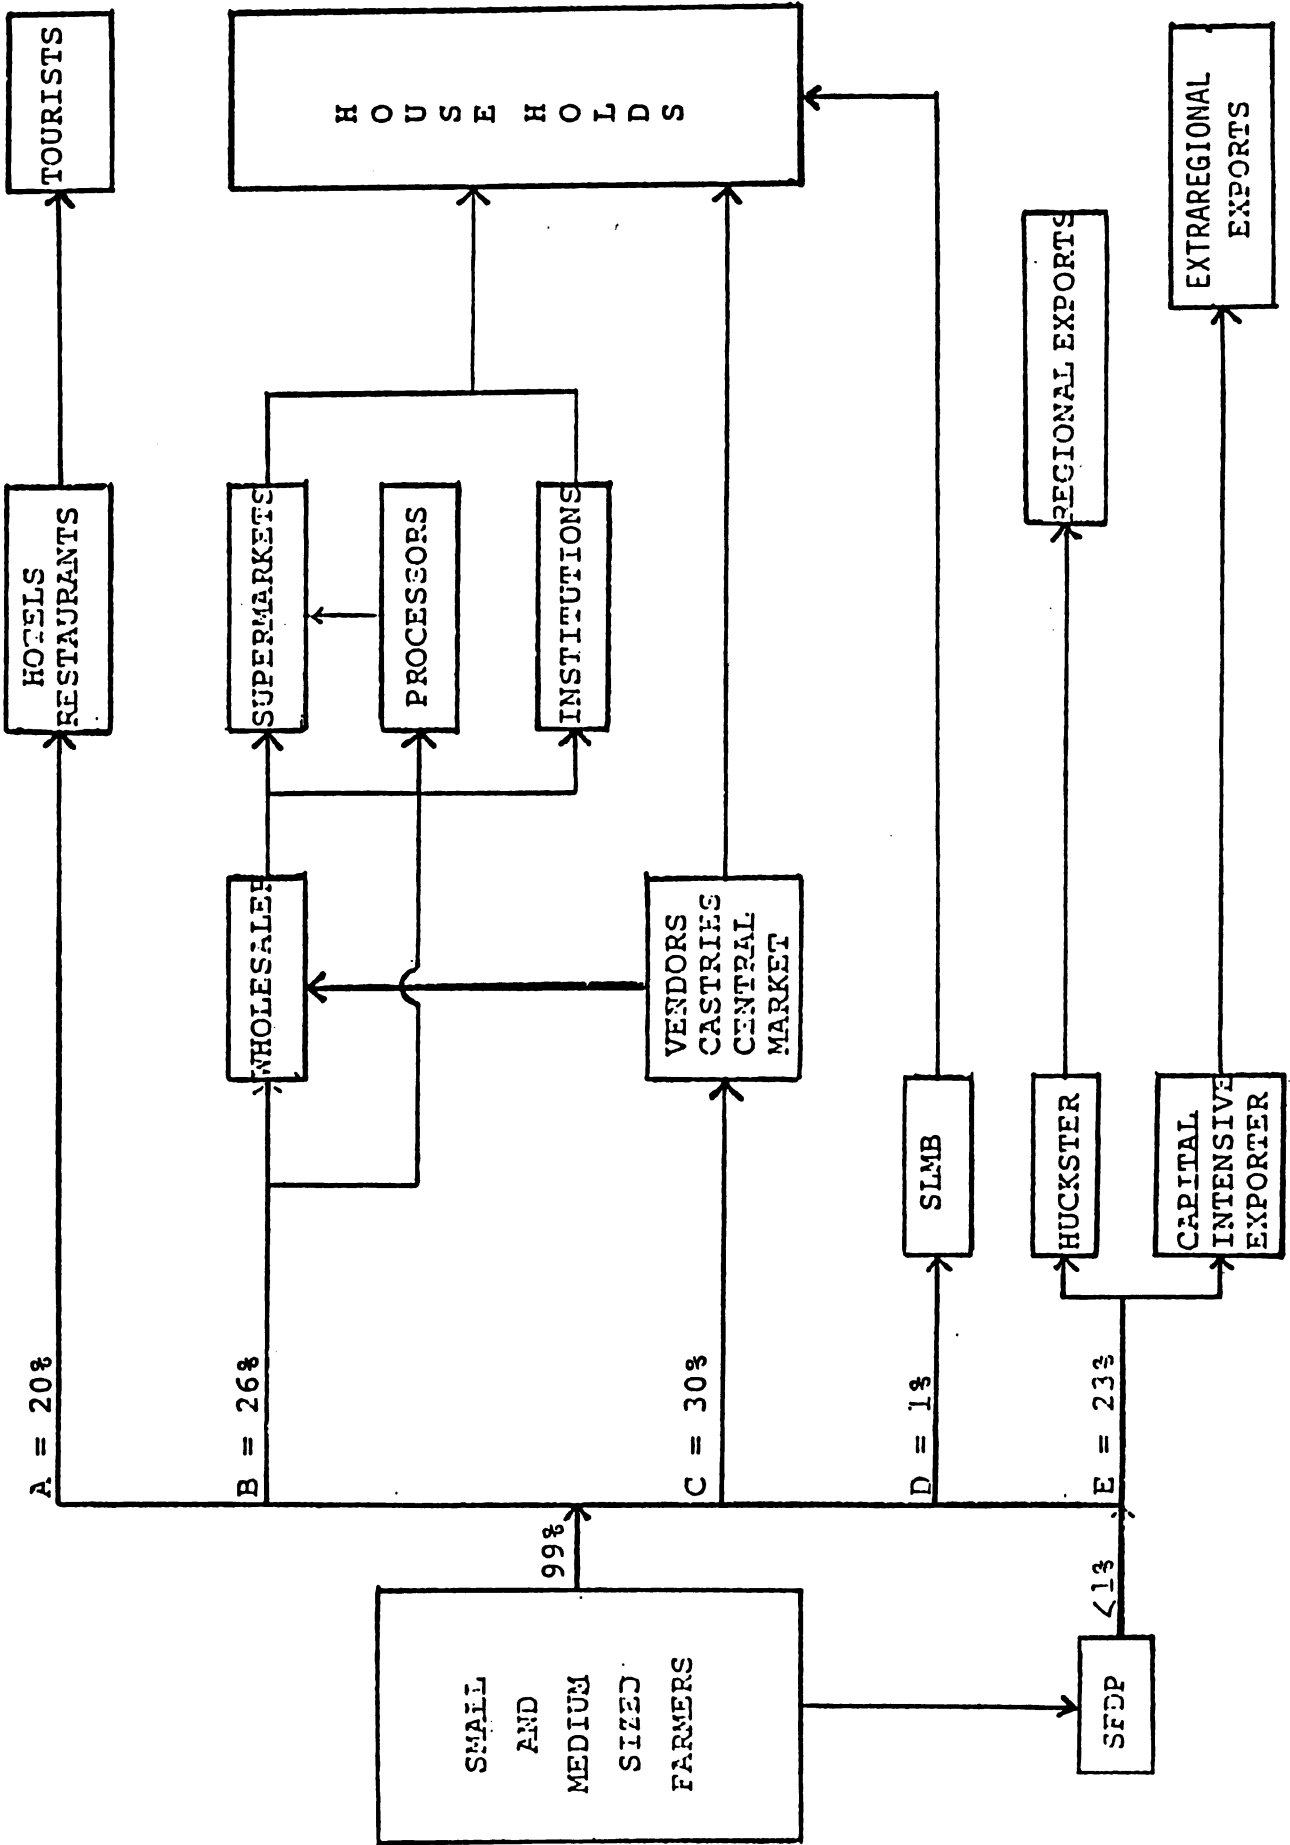 TOURISTS
HOUSE HOLDS
EXTRAREGIONAL
EXPORTS
REGIONAL EXPORTS
HOTELS
RESTAURANTS
SUPERMARKETS
PROCESSORS
INSTITUTIONS
WHOLESALER
VENDORS
CASTRIES
CENTRAL
MARKET
SLMB
HUCKSTER
CAPITAL
INTENSIVE
EXPORTER
A = 20%
B = 26%
C = 30%
D = 1%
E = 23%
99%
<1%
SMALL
AND
MEDIUM
SIZED
FARMERS
SFDP